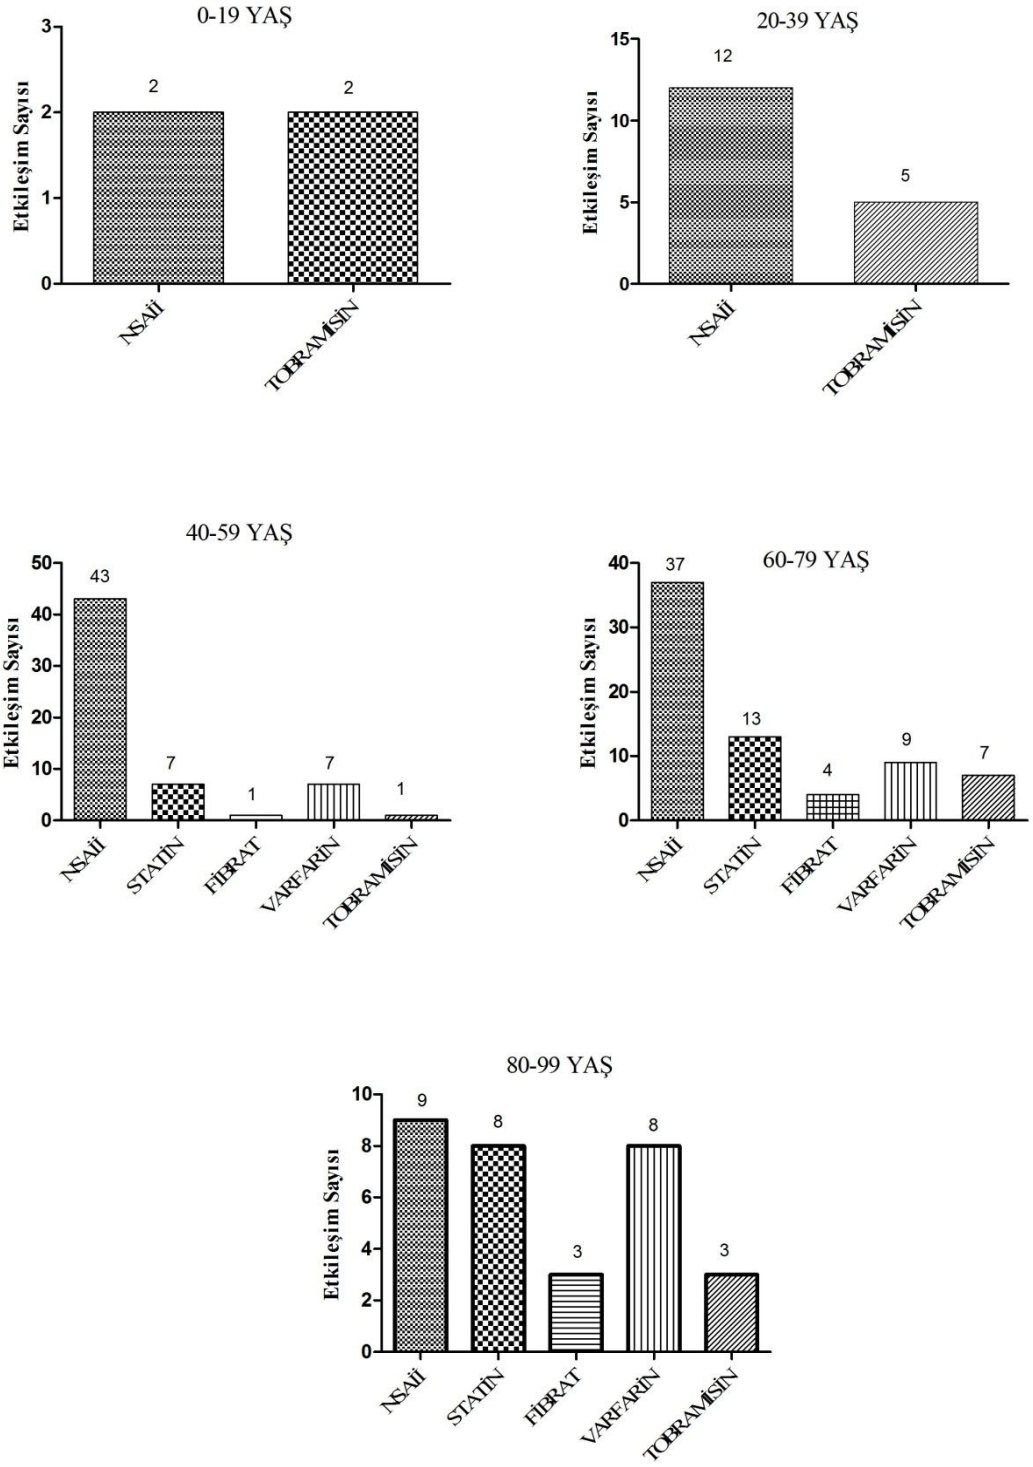 0-19 YAŞ
Etkileşim Sayısı
3
2
1
0
2
2
NSAİİ
TOBRAMİSİN
20-39 YAŞ
Etkileşim Sayısı
15
10
5
0
12
5
NSAİİ
TOBRAMİSİN
40-59 YAŞ
Etkileşim Sayısı
50
40
30
20
10
0
43
7
1
7
1
NSAİİ
STATİN
FİBRAT
VARFARİN
TOBRAMİSİN
60-79 YAŞ
Etkileşim Sayısı
40
30
20
10
0
37
13
4
9
7
NSAİİ
STATİN
FİBRAT
VARFARİN
TOBRAMİSİN
80-99 YAŞ
Etkileşim Sayısı
10
8
6
4
2
0
9
8
3
8
3
NSAİİ
STATİN
FİBRAT
VARFARİN
TOBRAMİSİN